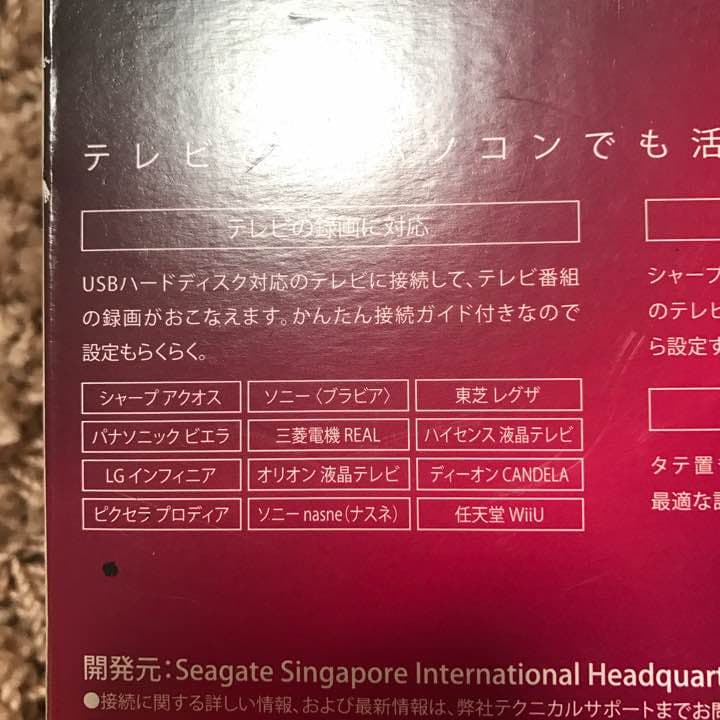 テレビ ソコンでも活
テレビの録画に対応
USBハードディスク対応のテレビに接続して、テレビ番組
の録画がおこなえます。かんたん接続ガイド付きなので
設定もらくらく。
シャープ アクオス
ソニー〈ブラビア〉
東芝 レグザ
パナソニック ビエラ
三菱電機 REAL
ハイセンス 液晶テレビ
LG インフィニア
オリオン 液晶テレビ
ディーオン CANDELA
ピクセラ プロディア
ソニー nasne(ナスネ)
任天堂 WiiU
シャープ
のテレビ
ら設定す
タテ置き
最適な設
開発元：Seagate Singapore International Headquart
●接続に関する詳しい情報、および最新情報は、弊社テクニカルサポートまでお問